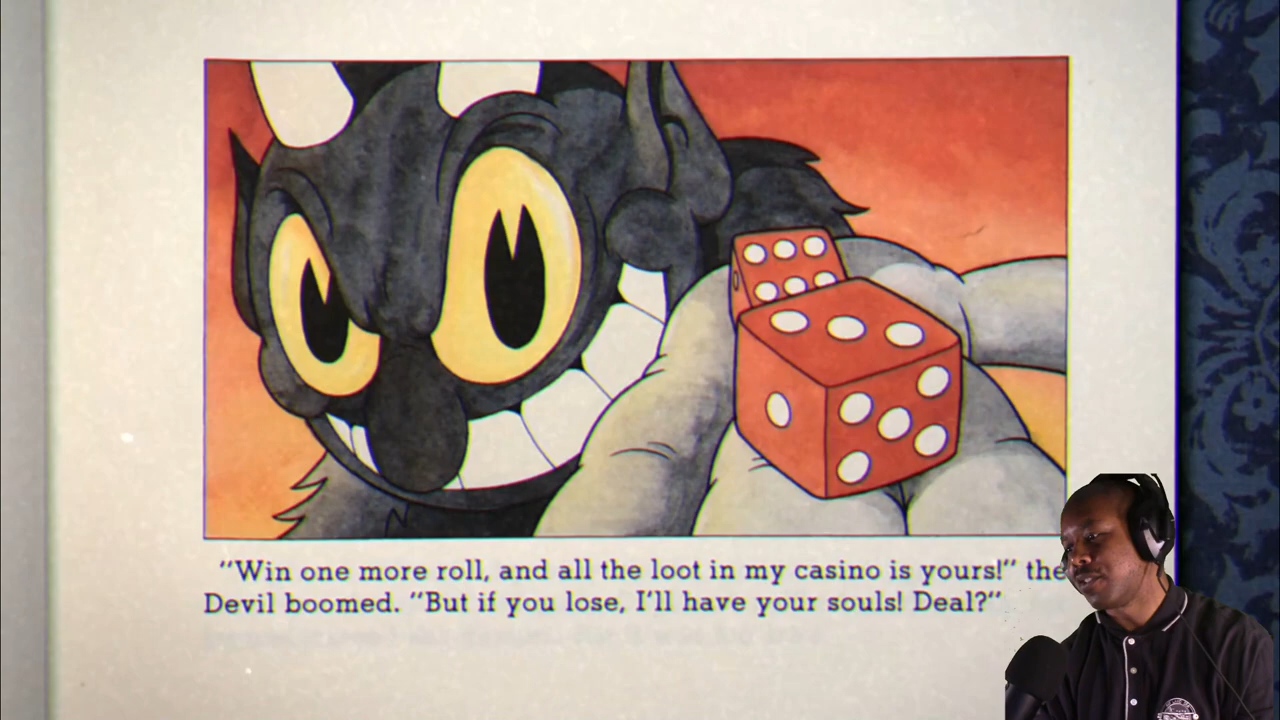 “Win one more roll, and all the loot in my casino is yours!” the
Devil boomed. “But if you lose, I’ll have your souls! Deal?”